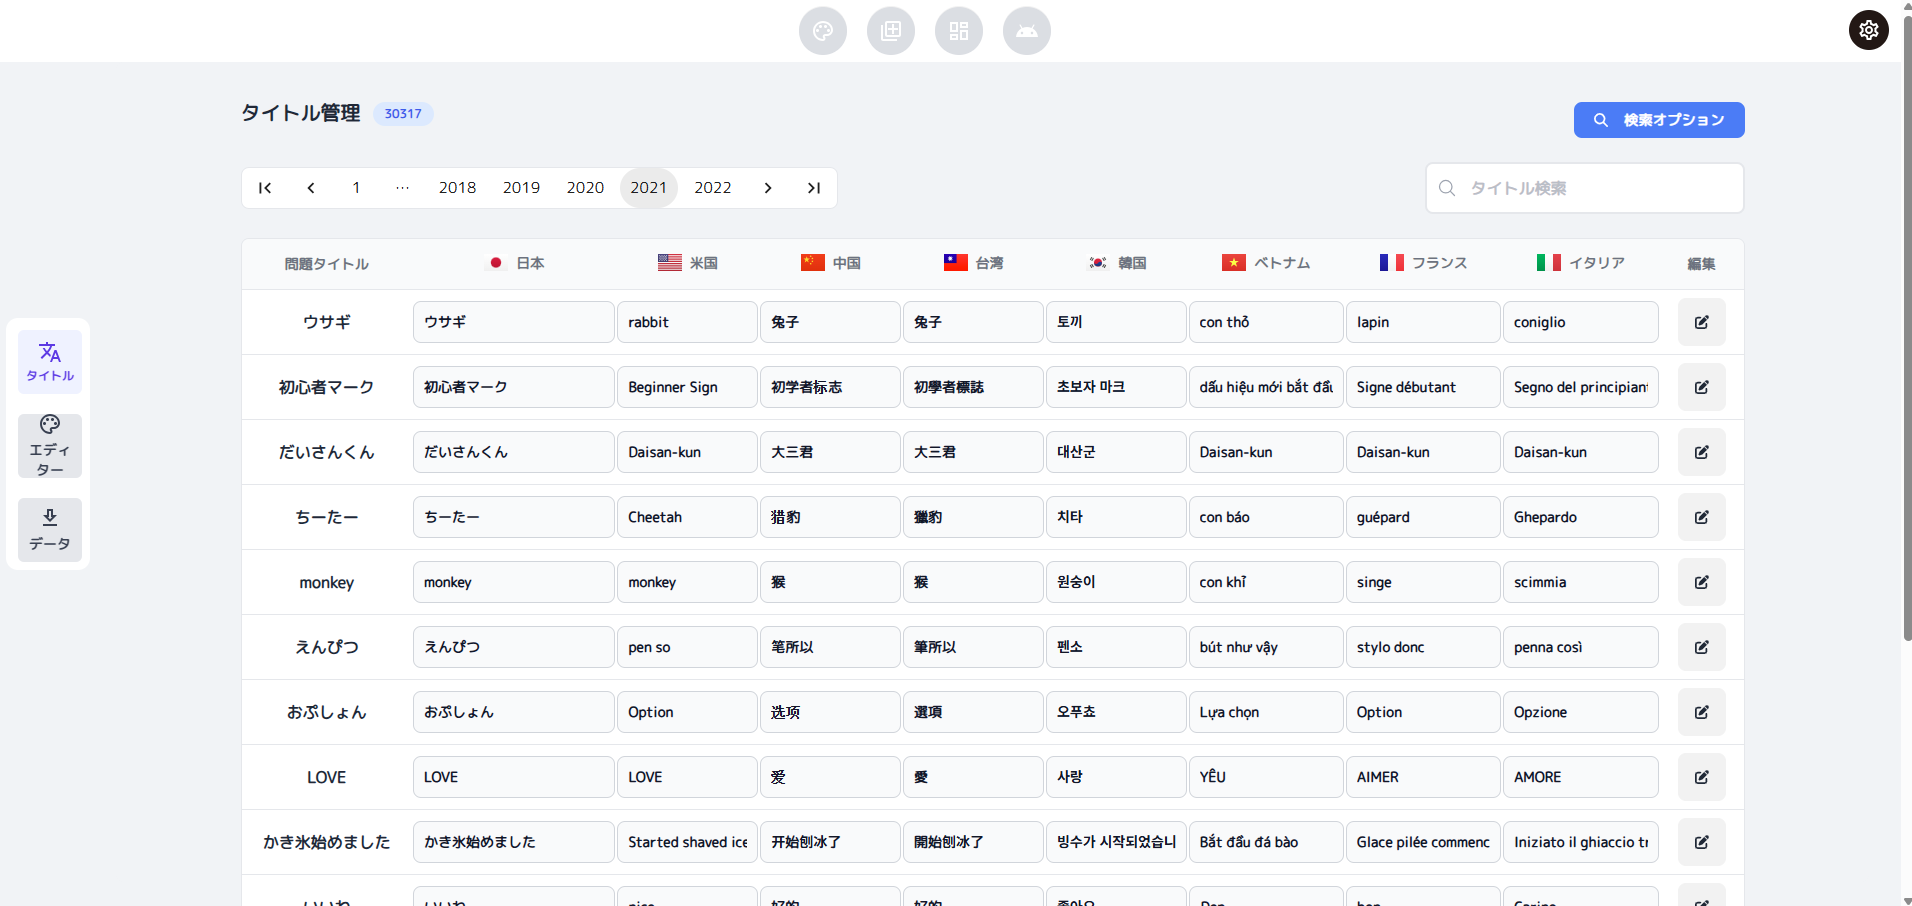 タイトル管理 30317
検索オプション
1 … 2018 2019 2020 2021 2022
タイトル検索
問題タイトル 日本 米国 中国 台湾 韓国 ベトナム フランス イタリア 編集
ウサギ ウサギ rabbit 兔子 兔子 토끼 con thỏ lapin coniglio
初心者マーク 初心者マーク Beginner Sign 初学者标志 初學者標誌 초보자 마크 dấu hiệu mới bắt đầu Signe débutant Segno del principiant
だいさんくん だいさんくん Daisan-kun 大三君 大三君 대산군 Daisan-kun Daisan-kun Daisan-kun
ちーたー ちーたー Cheetah 猎豹 獵豹 치타 con báo guépard Ghepardo
monkey monkey monkey 猴 猴 원숭이 con khỉ singe scimmia
えんぴつ えんぴつ pen so 笔所以 筆所以 펜소 bút như vậy stylo donc penna così
おぷしょん おぷしょん Option 选项 選項 오푸쇼 Lựa chọn Option Opzione
LOVE LOVE LOVE 爱 愛 사랑 YÊU AIMER AMORE
かき氷始めました かき氷始めました Started shaved ice 开始刨冰了 開始刨冰了 빙수가 시작되었습니 Bắt đầu đá bào Glace pilée commenc Iniziato il ghiaccio tr
タイトル
エディ
ター
データ